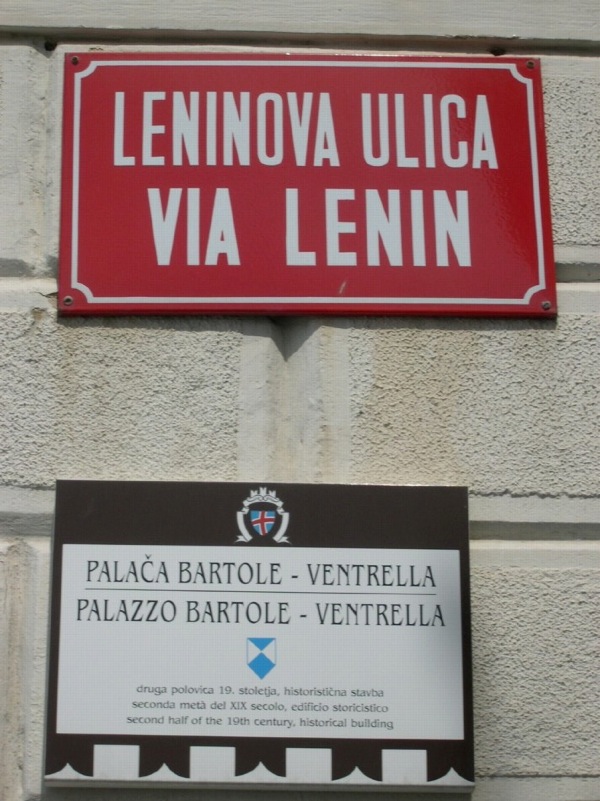 LENINOVA ULICA
VIA LENIN
PALAČA BARTOLE - VENTRELLA
PALAZZO BARTOLE - VENTRELLA
druga polovica 19. stoletja, historistična stavba
seconda metà del XIX secolo, edificio storicistico
second half of the 19th century, historical building